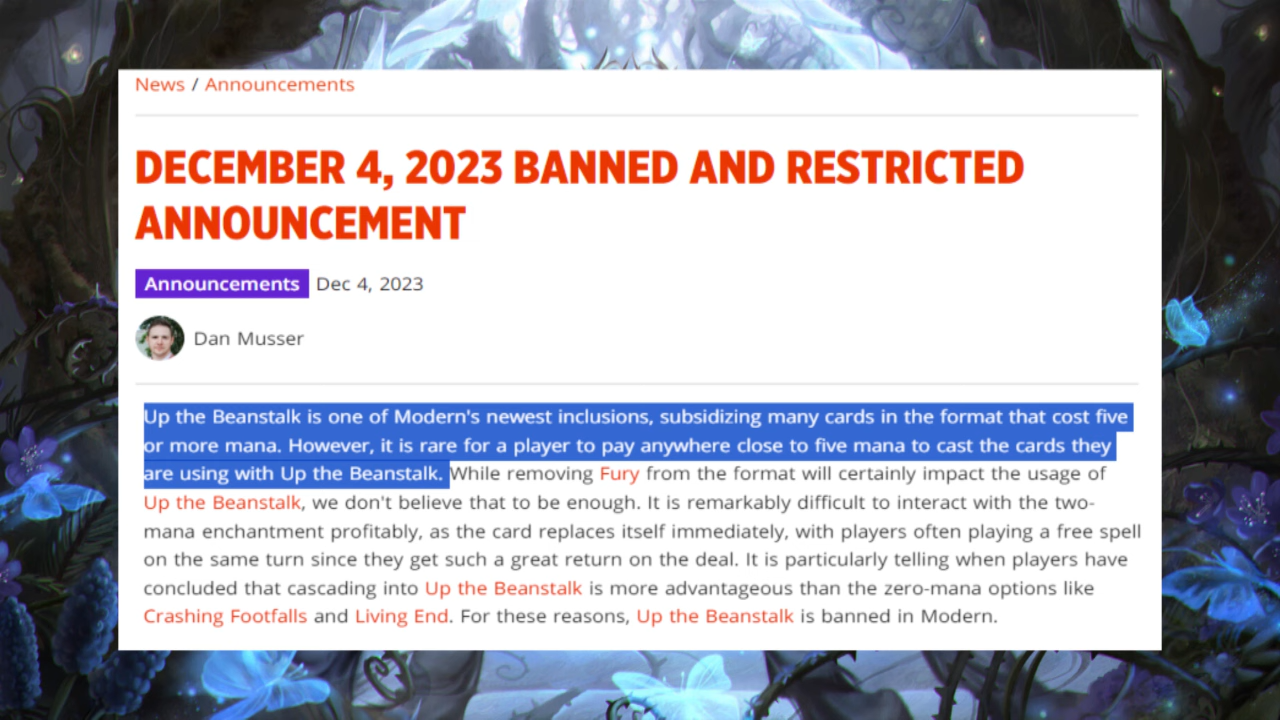 News / Announcements
DECEMBER 4, 2023 BANNED AND RESTRICTED
ANNOUNCEMENT
Announcements Dec 4, 2023
Dan Musser
Up the Beanstalk is one of Modern's newest inclusions, subsidizing many cards in the format that cost five
or more mana. However, it is rare for a player to pay anywhere close to five mana to cast the cards they
are using with Up the Beanstalk. While removing Fury from the format will certainly impact the usage of
Up the Beanstalk, we don't believe that to be enough. It is remarkably difficult to interact with the two-
mana enchantment profitably, as the card replaces itself immediately, with players often playing a free spell
on the same turn since they get such a great return on the deal. It is particularly telling when players have
concluded that cascading into Up the Beanstalk is more advantageous than the zero-mana options like
Crashing Footfalls and Living End. For these reasons, Up the Beanstalk is banned in Modern.